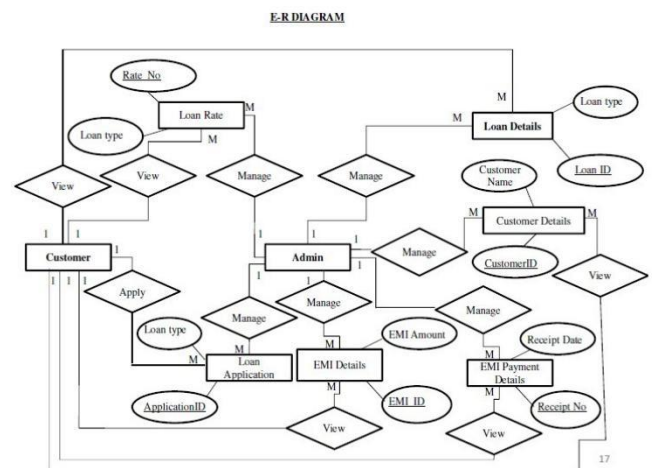 E-R DIAGRAM
Rate_No
M
Loan Rate
M
Loan type
M
M
Loan Details
Loan type
Loan ID
View
View
Manage
Manage
Customer
Name
M
Customer Details
M
CustomerID
1
1
1
Customer
1
1
1
1
1
1
Admin
1
1
1
1
Manage
View
Apply
Manage
Manage
Manage
Loan type
M
M
Loan
Application
M
EMI Details
EMI Amount
M
EMI_ID
M
Receipt Date
EMI Payment
Details
M
Receipt No
ApplicationID
View
View
17